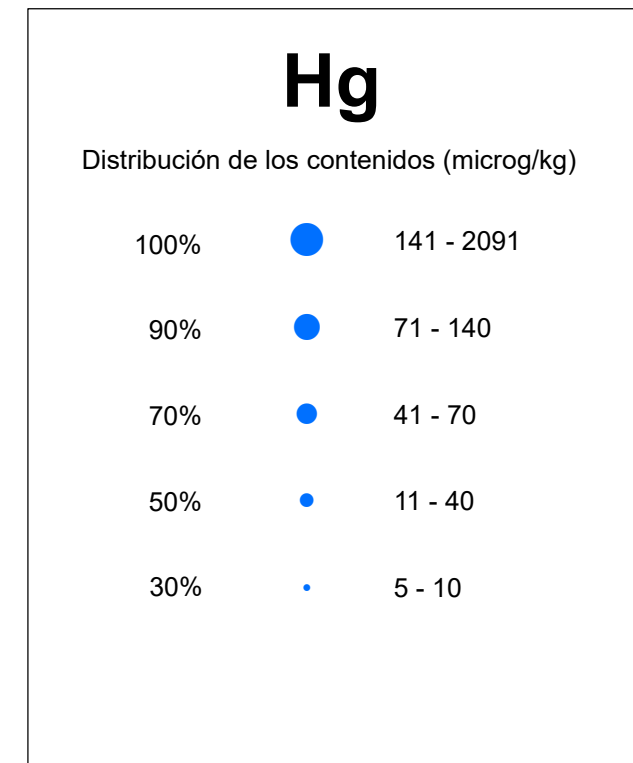 Hg
Distribución de los contenidos (microg/kg)
100% 141 - 2091
90% 71 - 140
70% 41 - 70
50% 11 - 40
30% 5 - 10